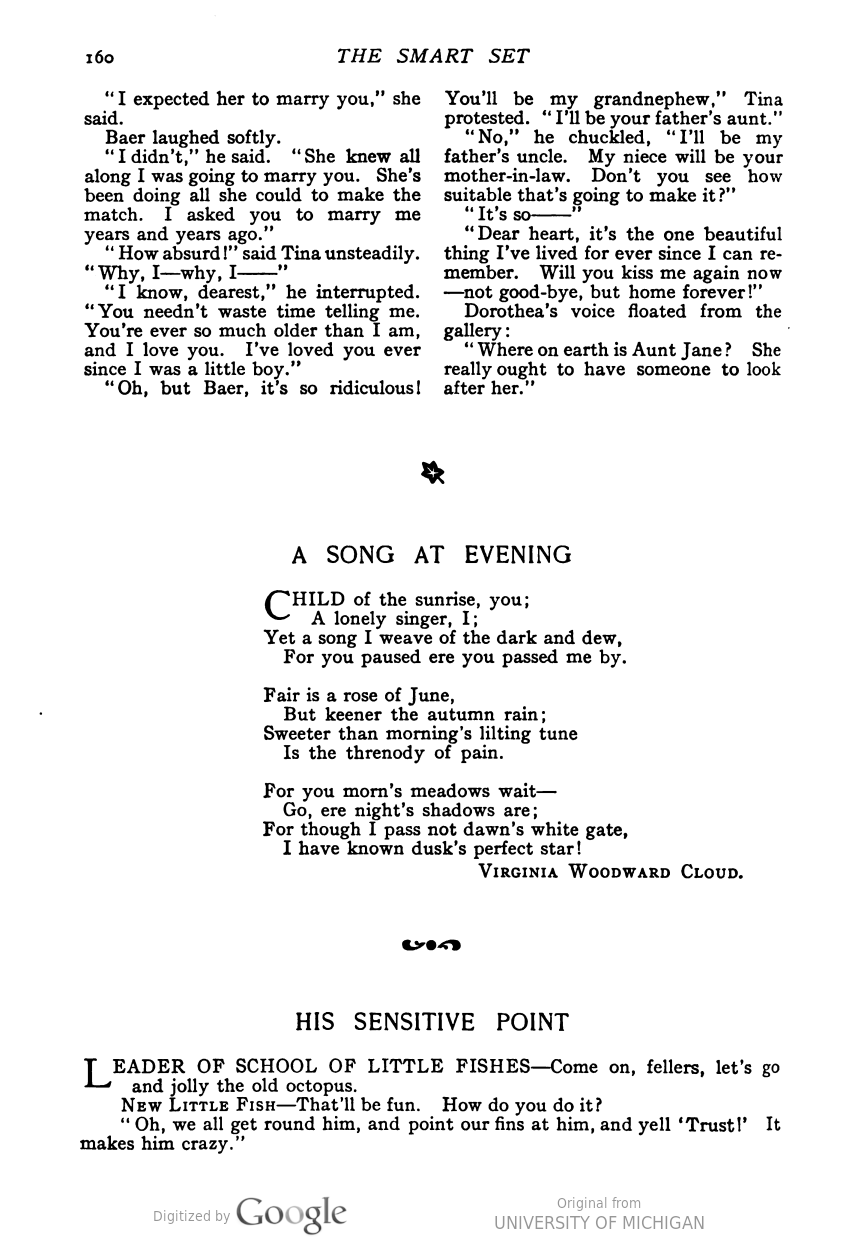 160
THE SMART SET
"I expected her to marry you," she
said.
Baer laughed softly.
"I didn't," he said. "She knew all
along I was going to marry you. She's
been doing all she could to make the
match. I asked you to marry me
years and years ago."
"How absurd!" said Tina unsteadily.
"Why, I—why, I——"
"I know, dearest," he interrupted.
"You needn't waste time telling me.
You're ever so much older than I am,
and I love you. I've loved you ever
since I was a little boy."
"Oh, but Baer, it's so ridiculous!
You'll be my grandnephew," Tina
protested. "I'll be your father's aunt."
"No," he chuckled, "I'll be my
father's uncle. My niece will be your
mother-in-law. Don't you see how
suitable that's going to make it?"
"It's so——"
"Dear heart, it's the one beautiful
thing I've lived for ever since I can re-
member. Will you kiss me again now
—not good-bye, but home forever!"
Dorothea's voice floated from the
gallery:
"Where on earth is Aunt Jane? She
really ought to have someone to look
after her."
A SONG AT EVENING
CHILD of the sunrise, you;
A lonely singer, I;
Yet a song I weave of the dark and dew,
For you paused ere you passed me by.
Fair is a rose of June,
But keener the autumn rain;
Sweeter than morning's lilting tune
Is the threnody of pain.
For you morn's meadows wait—
Go, ere night's shadows are;
For though I pass not dawn's white gate,
I have known dusk's perfect star!
VIRGINIA WOODWARD CLOUD.
HIS SENSITIVE POINT
LEADER OF SCHOOL OF LITTLE FISHES—Come on, fellers, let's go
and jolly the old octopus.
NEW LITTLE FISH—That'll be fun. How do you do it?
"Oh, we all get round him, and point our fins at him, and yell 'Trust!' It
makes him crazy."
Digitized by Google
Original from
UNIVERSITY OF MICHIGAN